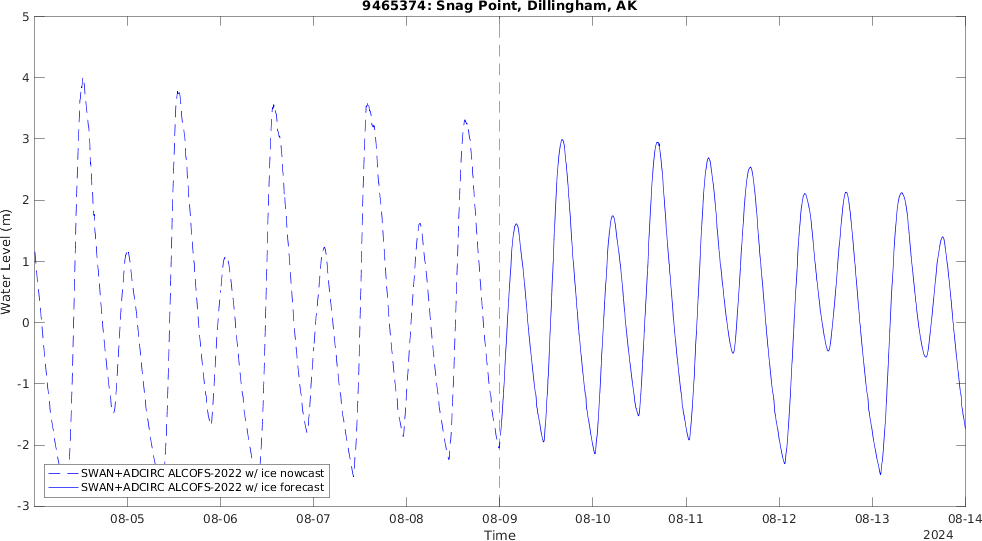 9465374: Snag Point, Dillingham, AK
5
4
3
2
1
0
-1
-2
-3
Water Level (m)
SWAN+ADCIRC ALCOFS-2022 w/ ice nowcast
SWAN+ADCIRC ALCOFS-2022 w/ ice forecast
08-05 08-06 08-07 08-08 08-09 08-10 08-11 08-12 08-13 08-14
Time
2024